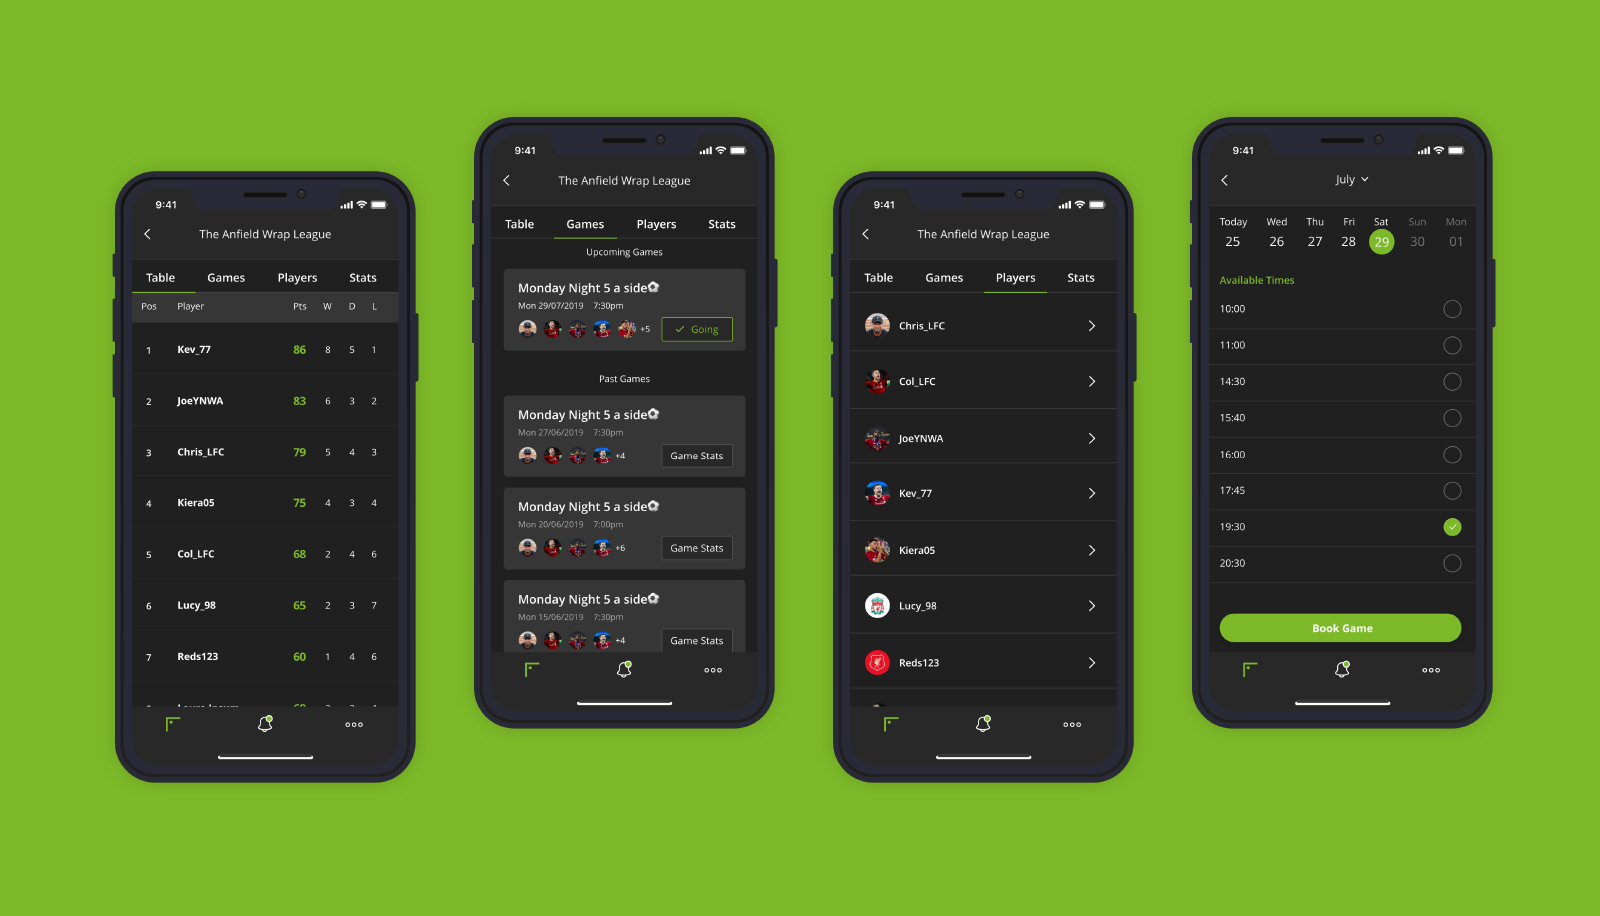 9:41
The Anfield Wrap League
Table Games Players Stats
Pos Player Pts W D L
1 Kev_77 86 8 5 1
2 JoeYNWA 83 6 3 2
3 Chris_LFC 79 5 4 3
4 Kiera05 75 4 3 4
5 Col_LFC 68 2 4 6
6 Lucy_98 65 2 3 7
7 Reds123 60 1 4 6
9:41
The Anfield Wrap League
Table Games Players Stats
Upcoming Games
Monday Night 5 a side
Mon 29/07/2019 7:30pm
+5 Going
Past Games
Monday Night 5 a side
Mon 27/06/2019 7:30pm
+4 Game Stats
Monday Night 5 a side
Mon 20/06/2019 7:00pm
+6 Game Stats
Monday Night 5 a side
Mon 15/06/2019 7:30pm
+4 Game Stats
9:41
The Anfield Wrap League
Table Games Players Stats
Chris_LFC
Col_LFC
JoeYNWA
Kev_77
Kiera05
Lucy_98
Reds123
9:41
July
Today Wed Thu Fri Sat Sun Mon
25 26 27 28 29 30 01
Available Times
10:00
11:00
14:30
15:40
16:00
17:45
19:30
20:30
Book Game